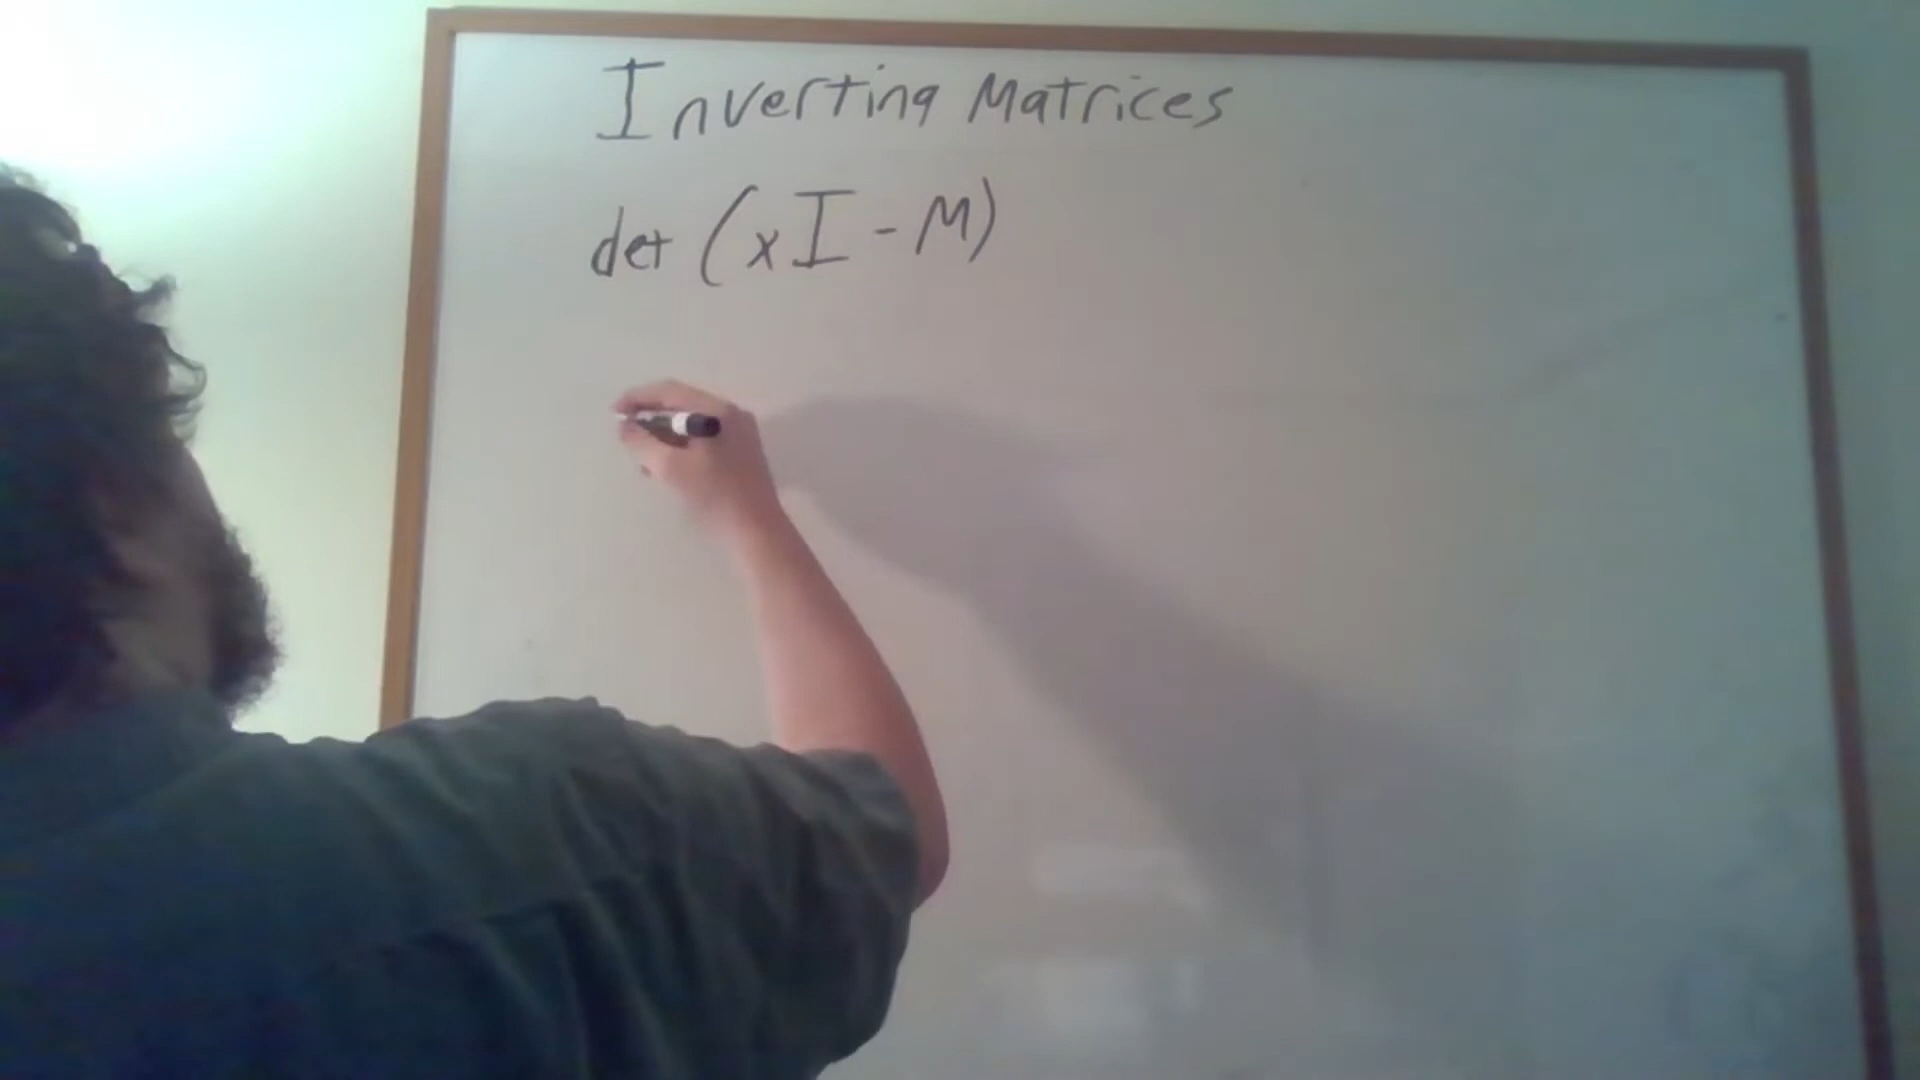 Inverting Matrices
det (xI - M)